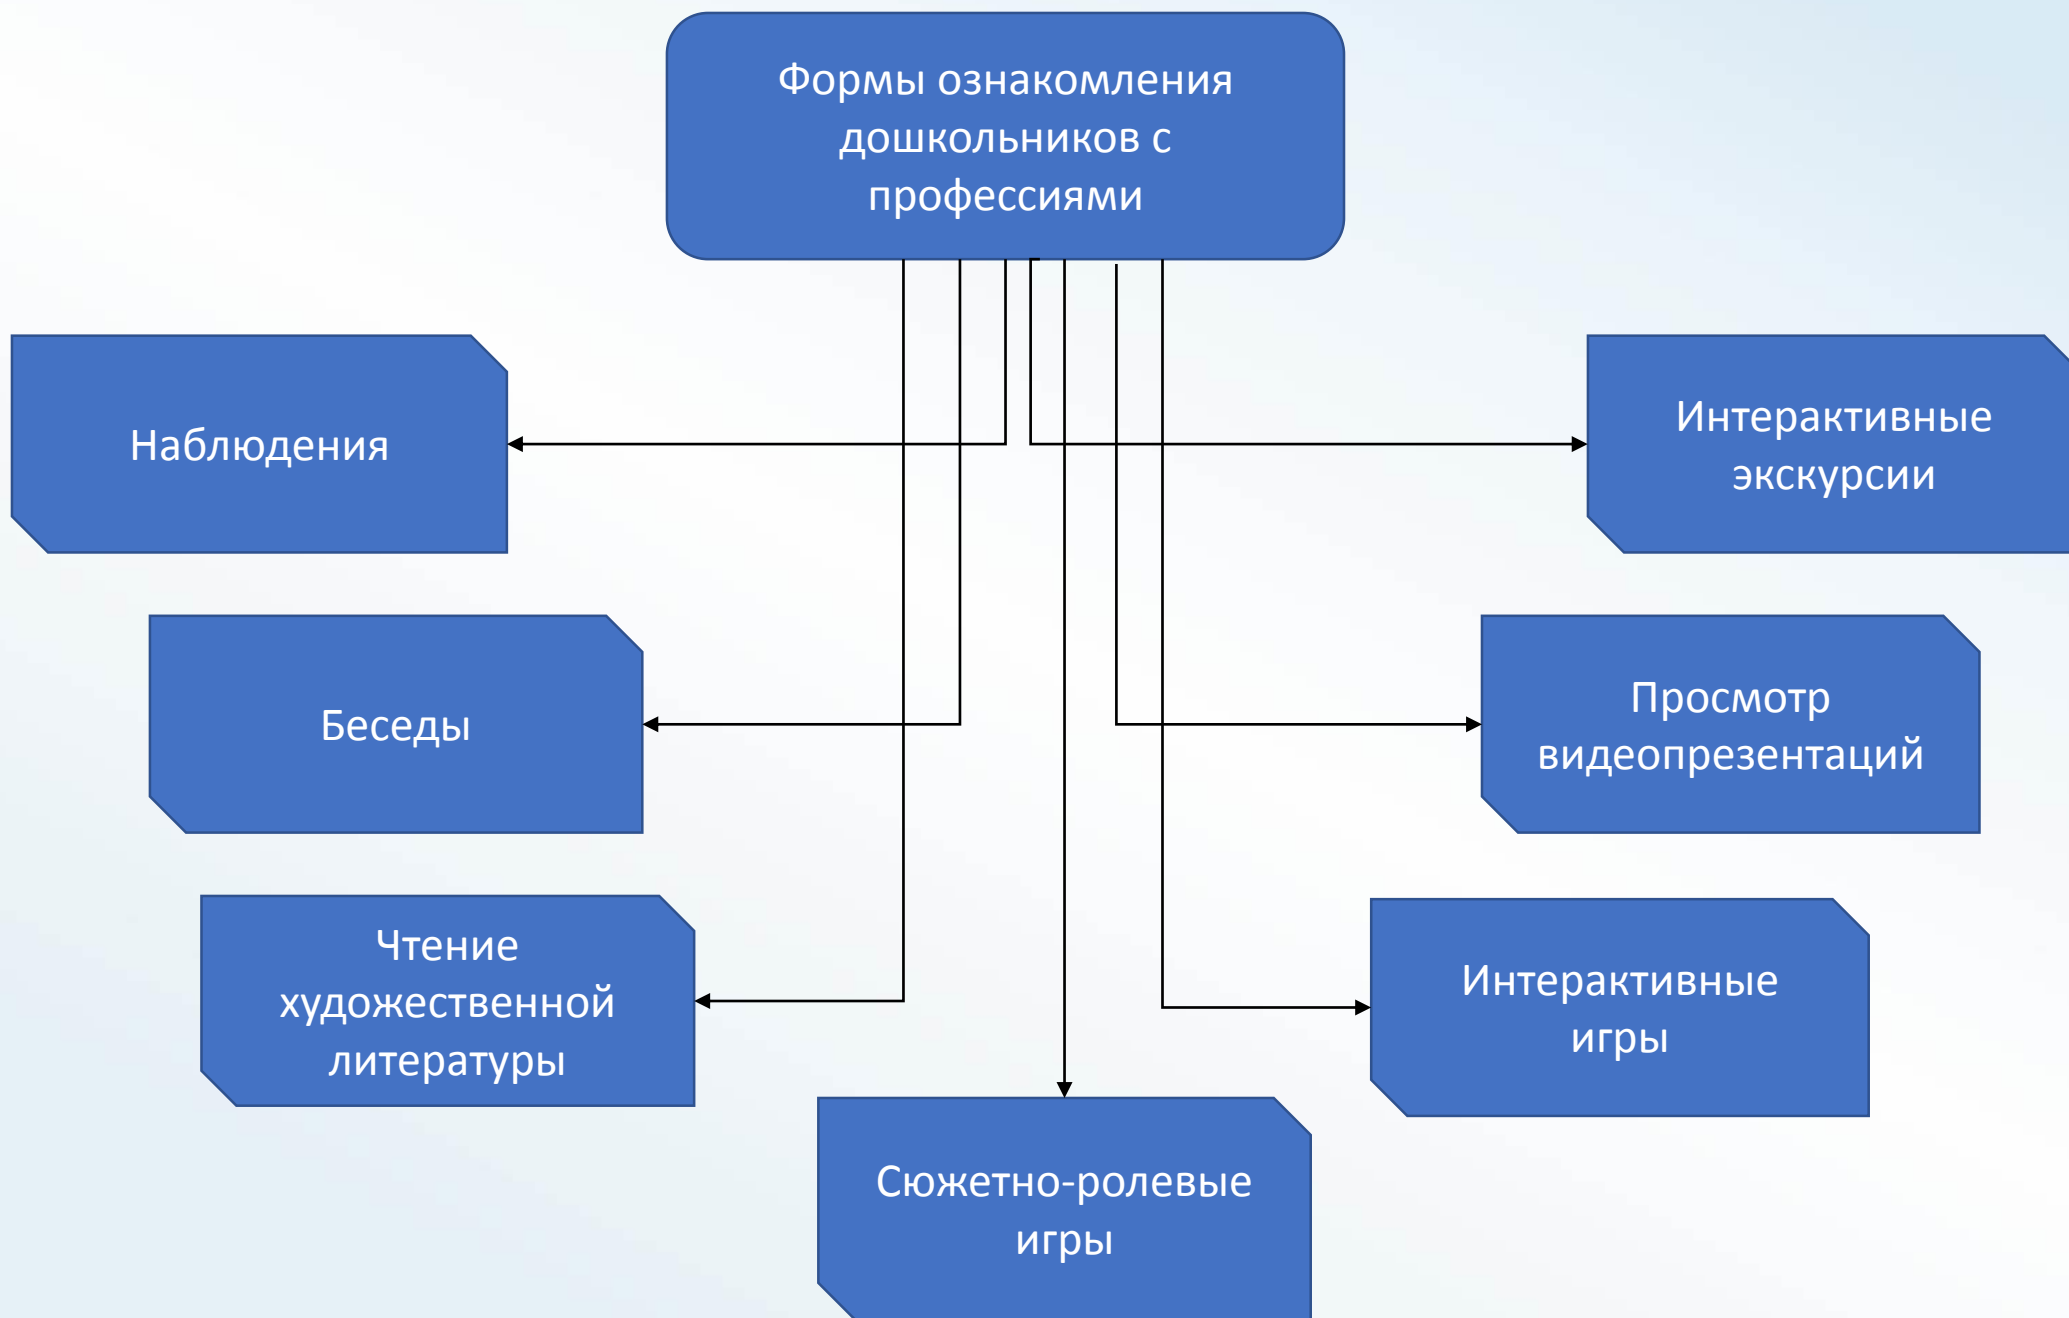 Формы ознакомления
дошкольников с
профессиями
Наблюдения
Интерактивные
экскурсии
Беседы
Просмотр
видеопрезентаций
Чтение
художественной
литературы
Интерактивные
игры
Сюжетно-ролевые
игры